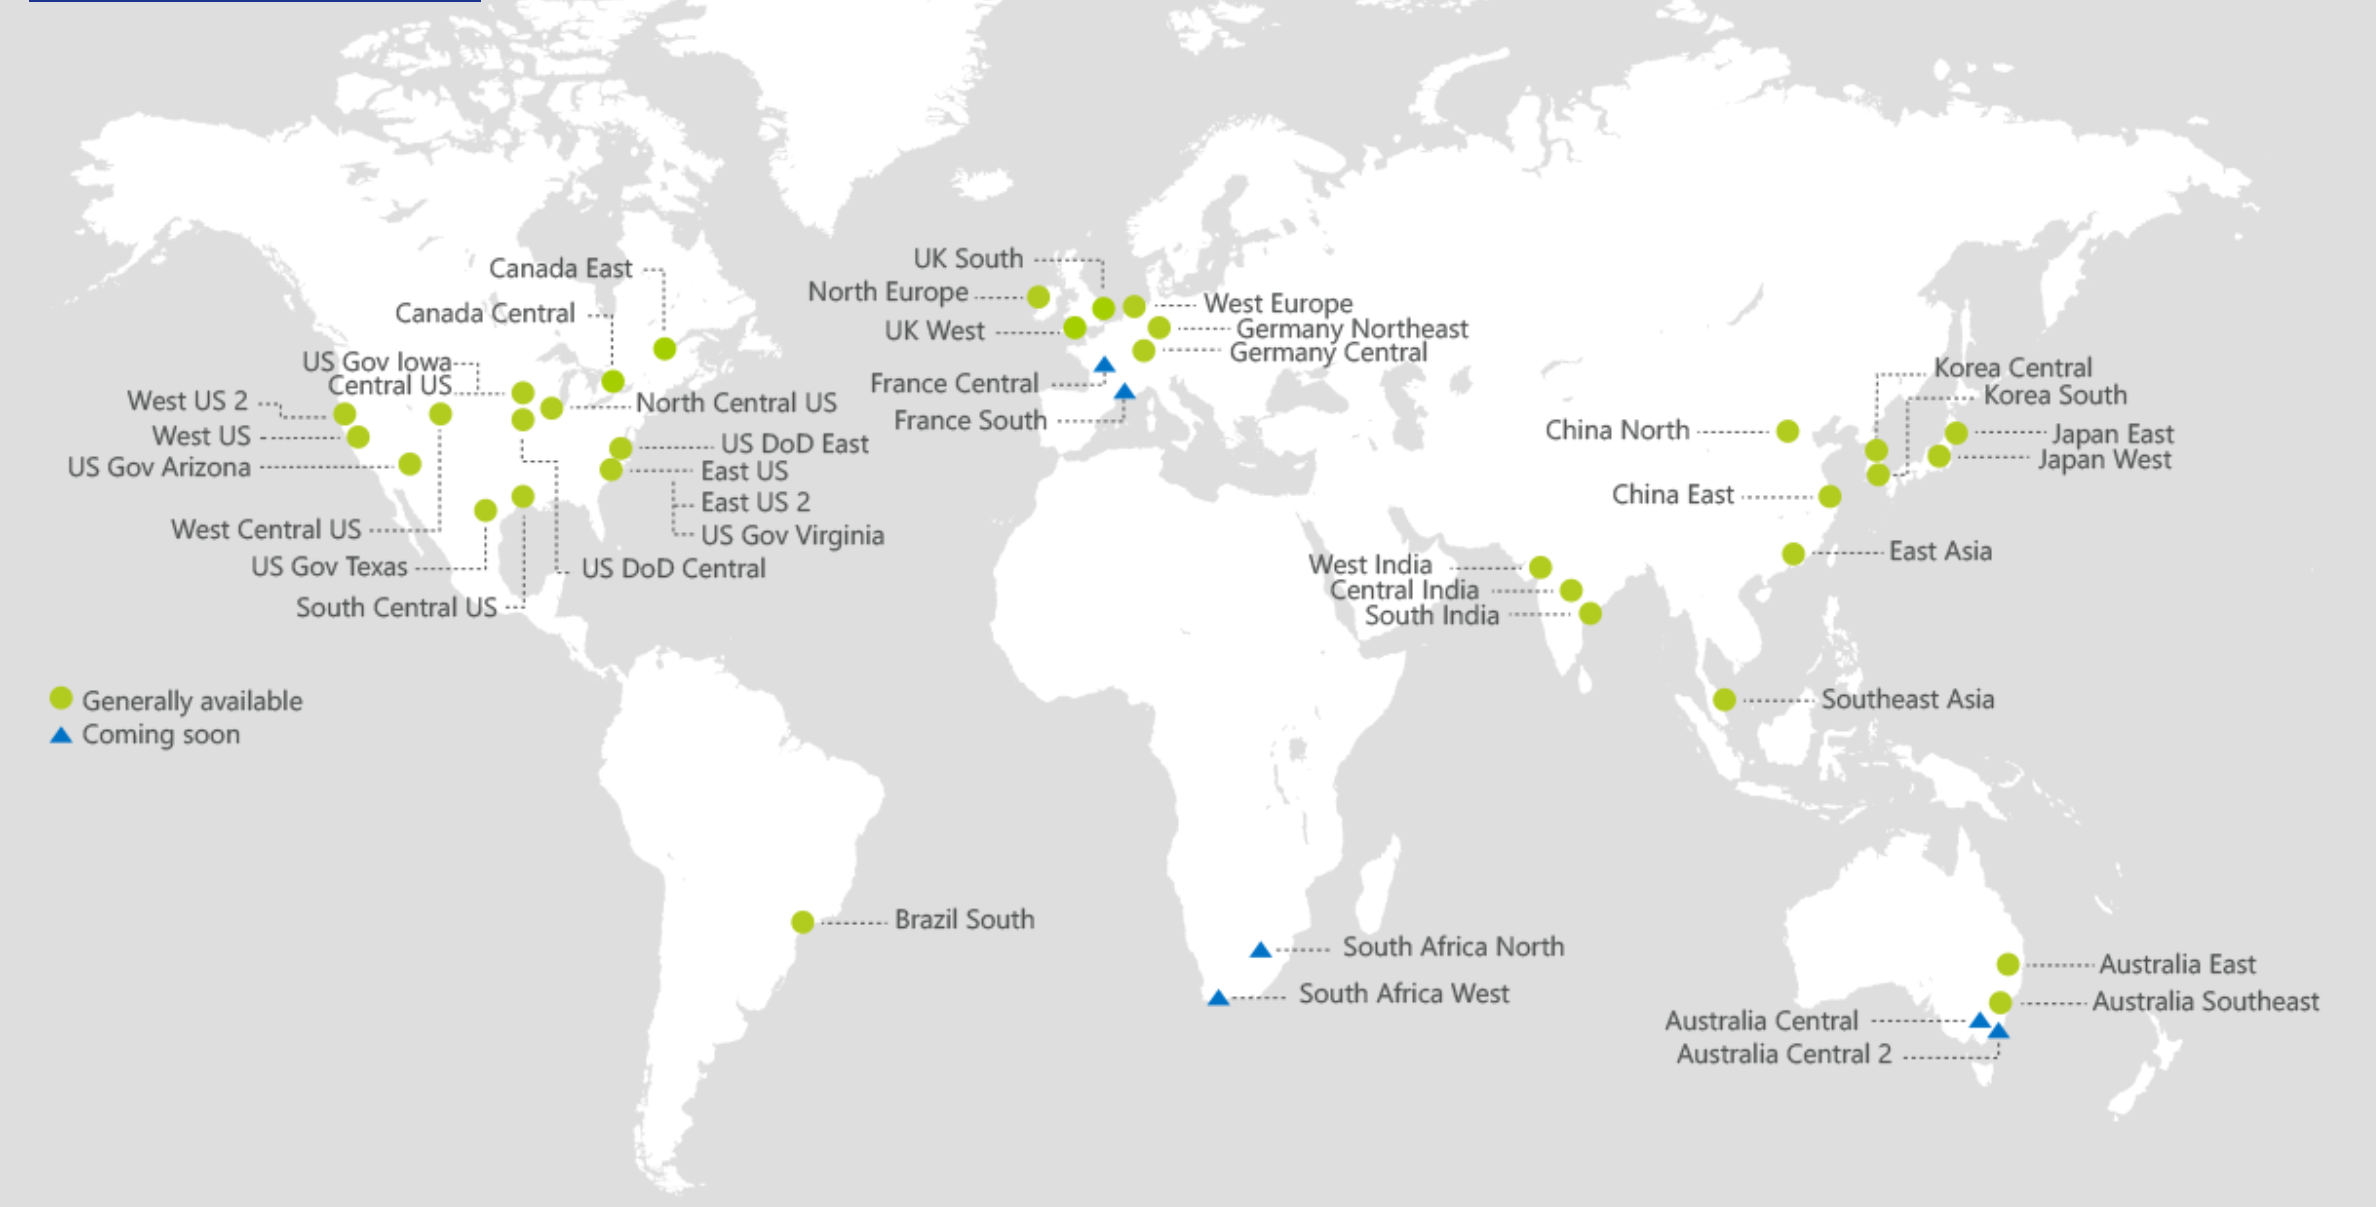 Canada East
Canada Central
US Gov Iowa
Central US
West US 2
West US
US Gov Arizona
West Central US
US Gov Texas
South Central US
North Central US
US DoD East
East US
East US 2
US Gov Virginia
US DoD Central
Generally available
Coming soon
Brazil South
UK South
North Europe
UK West
West Europe
Germany Northeast
Germany Central
France Central
France South
South Africa North
South Africa West
Korea Central
Korea South
China North
Japan East
Japan West
China East
East Asia
West India
Central India
South India
Southeast Asia
Australia East
Australia Southeast
Australia Central
Australia Central 2